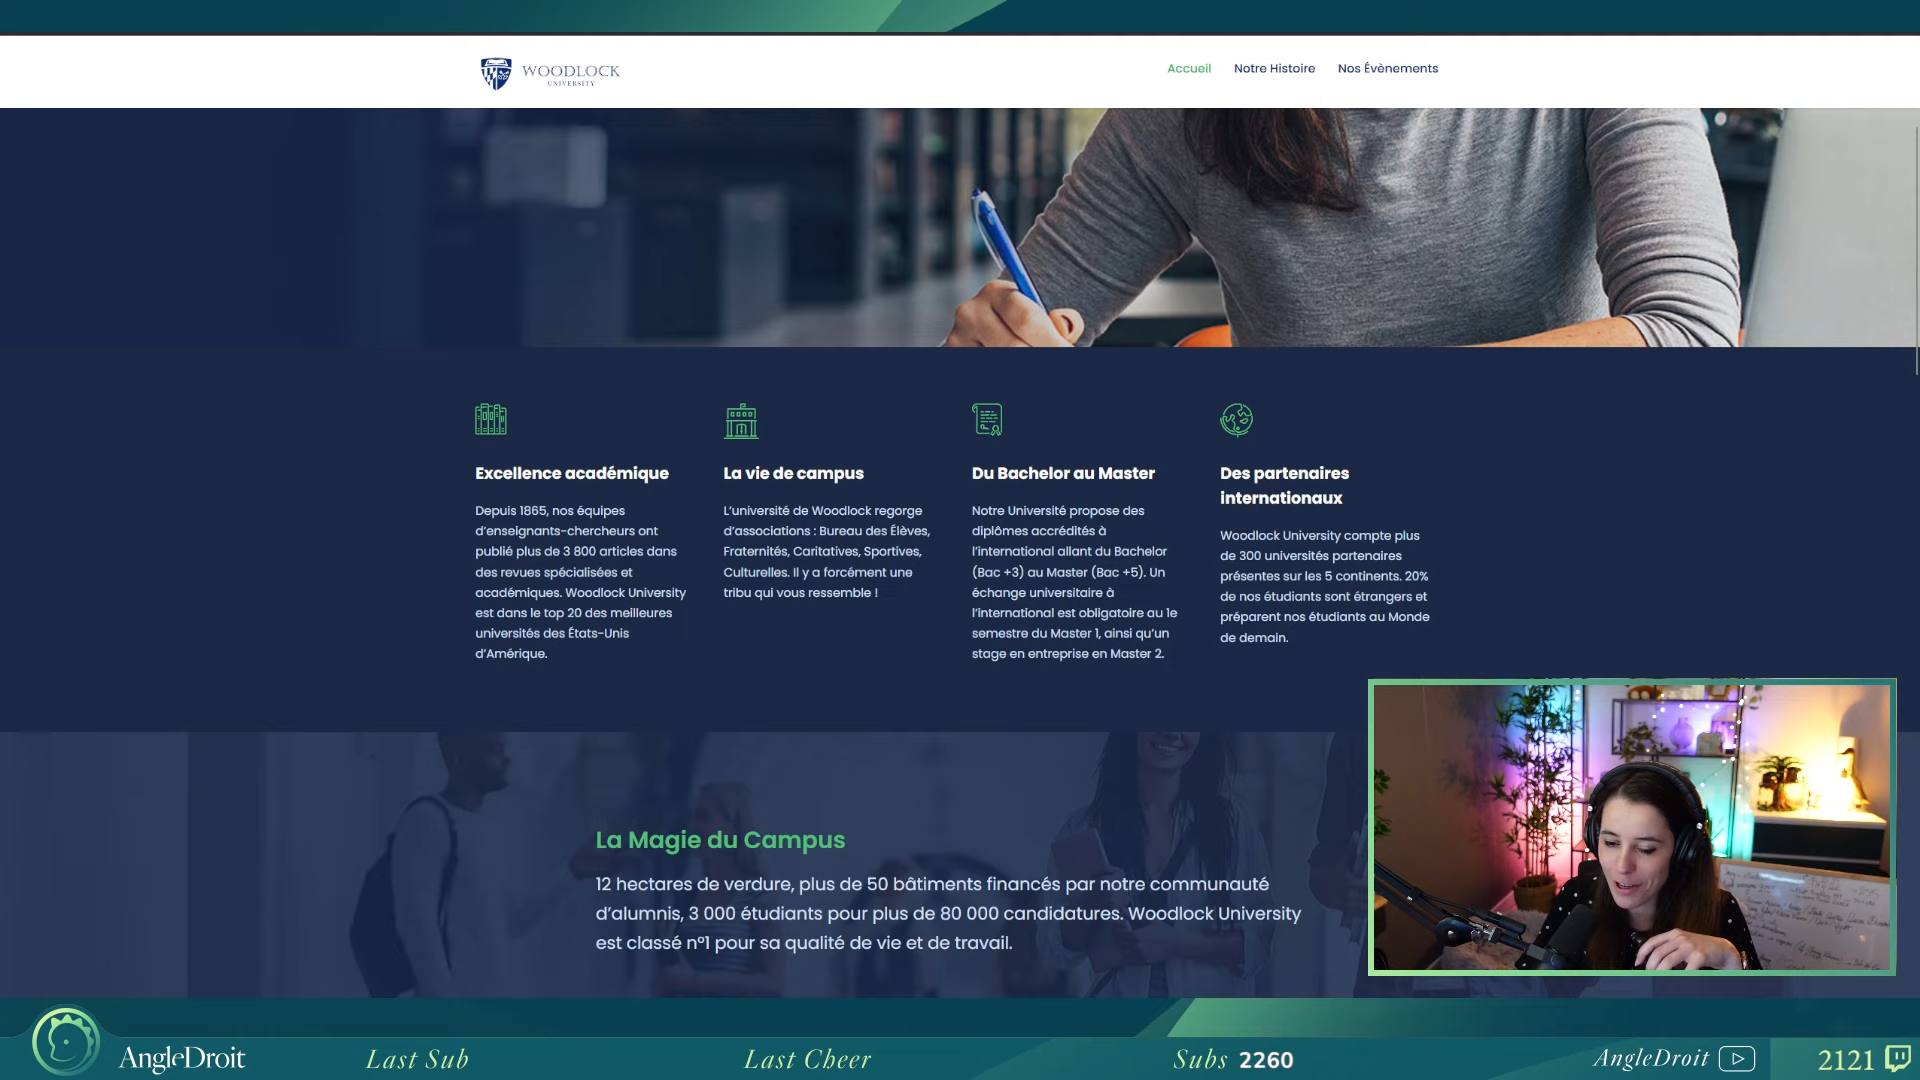 WOODLOCK
UNIVERSITY
Accueil Notre Histoire Nos Évènements
Excellence académique
Depuis 1865, nos équipes
d'enseignants-chercheurs ont
publié plus de 3 800 articles dans
des revues spécialisées et
académiques. Woodlock University
est dans le top 20 des meilleures
universités des États-Unis
d'Amérique.
La vie de campus
L'université de Woodlock regorge
d'associations : Bureau des Élèves,
Fraternités, Caritatives, Sportives,
Culturelles. Il y a forcément une
tribu qui vous ressemble !
Du Bachelor au Master
Notre Université propose des
diplômes accrédités à
l'international allant du Bachelor
(Bac +3) au Master (Bac +5). Un
échange universitaire à
l'international est obligatoire au 1e
semestre du Master 1, ainsi qu'un
stage en entreprise en Master 2.
Des partenaires
internationaux
Woodlock University compte plus
de 300 universités partenaires
présentes sur les 5 continents. 20%
de nos étudiants sont étrangers et
préparent nos étudiants au Monde
de demain.
La Magie du Campus
12 hectares de verdure, plus de 50 bâtiments financés par notre communauté
d'alumnis, 3 000 étudiants pour plus de 80 000 candidatures. Woodlock University
est classé n°1 pour sa qualité de vie et de travail.
AngleDroit Last Sub Last Cheer Subs 2260 AngleDroit 2121